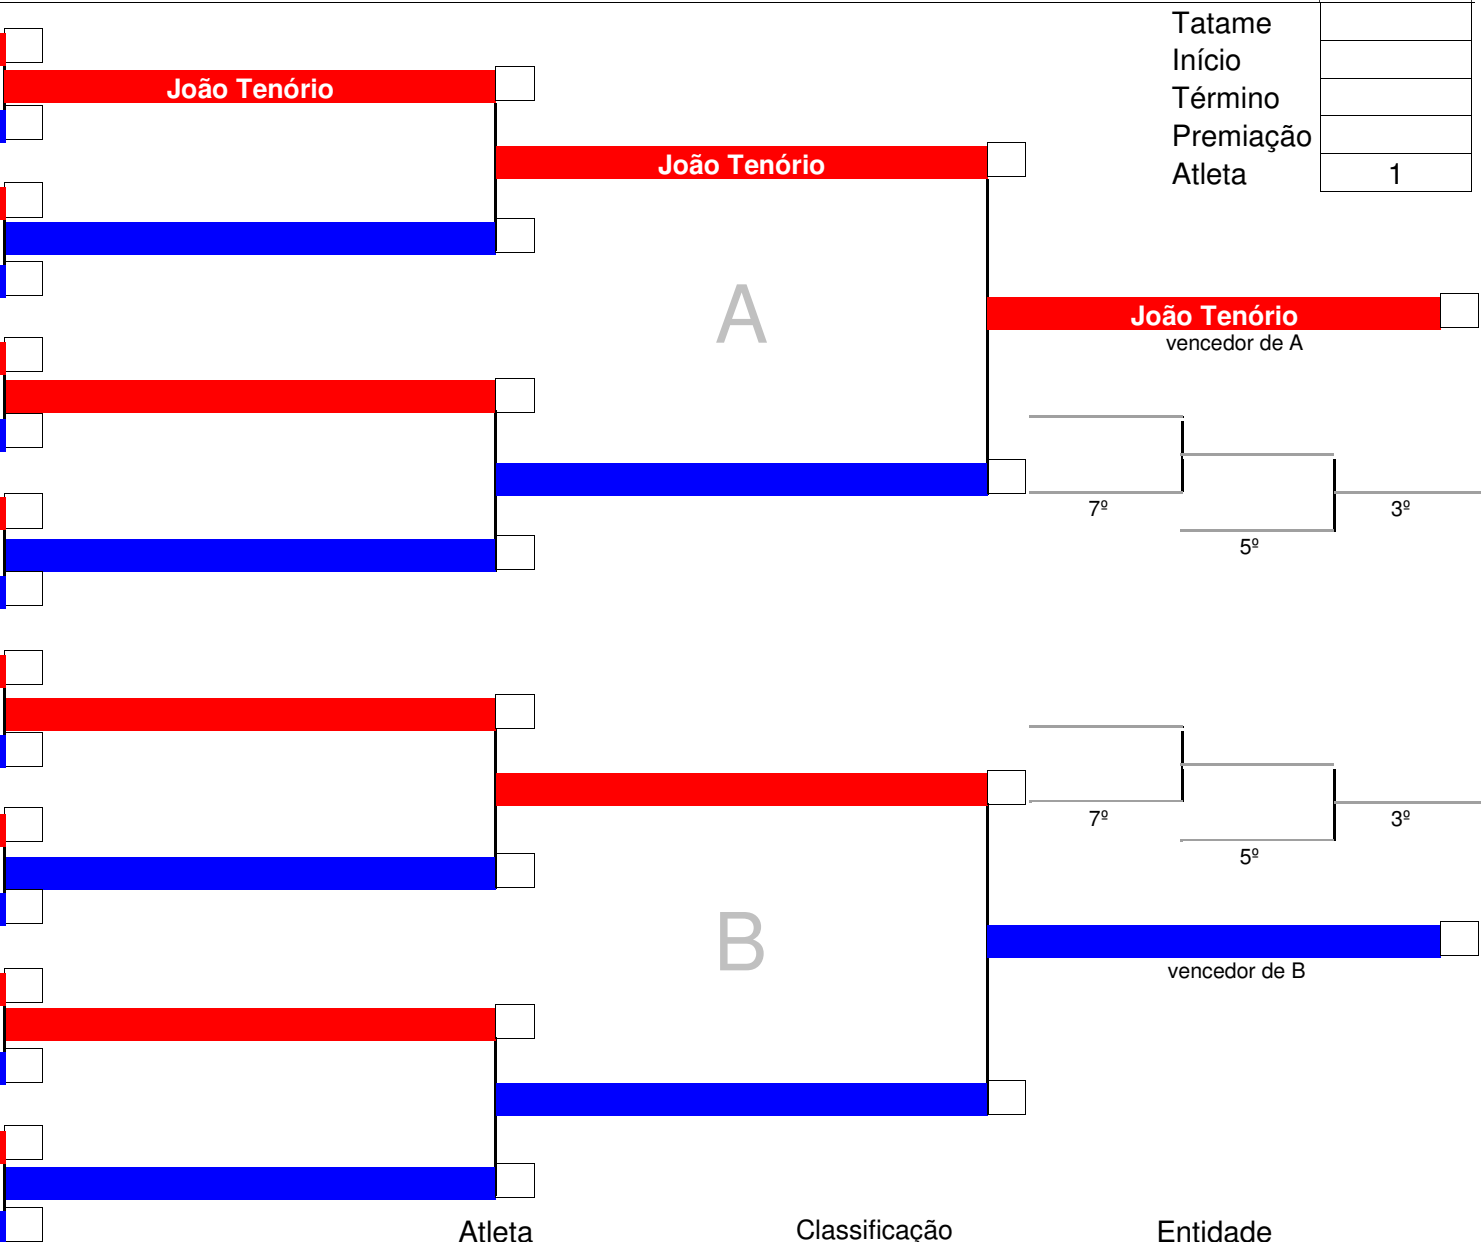 Tatame
Início
João Tenório
Término
Premiação
João Tenório
Atleta 1
A
João Tenório
vencedor de A
7º 3º
5º
7º 3º
5º
B
vencedor de B
Atleta Classificação Entidade